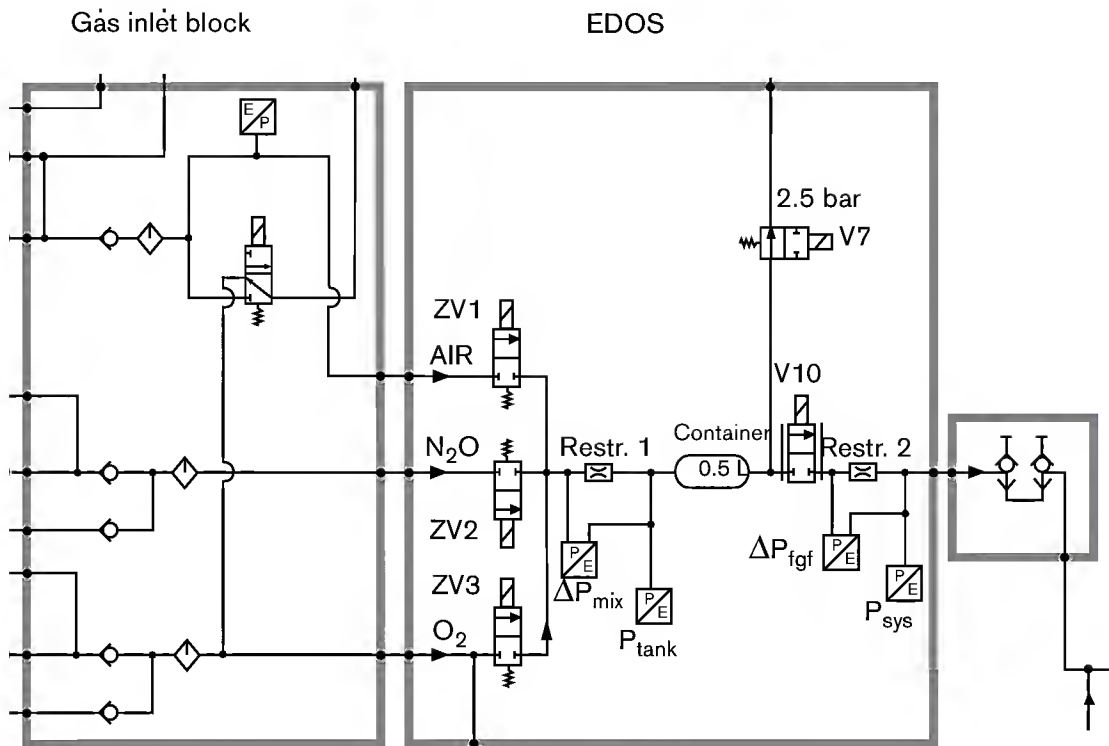 Gas inlet block
EDOS
E
P
2.5 bar
V7
ZV1
AIR
V10
N₂O
Restr. 1
Container
0.5 L
Restr. 2
ZV2
P
E
ΔPmix
P
E
ΔPfgf
ZV3
P
E
Ptank
P
E
Psys
O₂